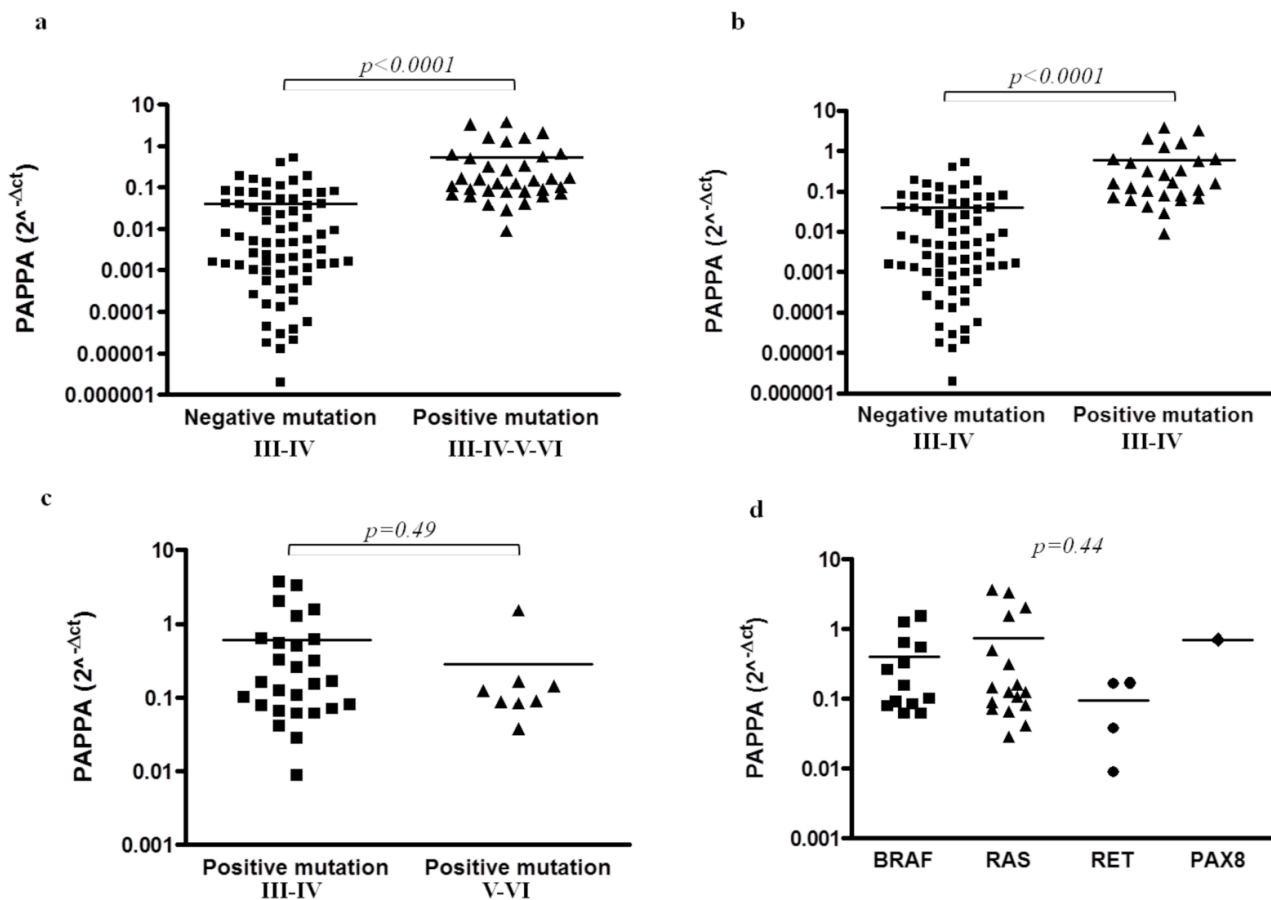 a
p<0.0001
PAPPA (2^-Δct)
10
1
0.1
0.01
0.001
0.0001
0.00001
0.000001
Negative mutation
III-IV
Positive mutation
III-IV-V-VI
b
p<0.0001
PAPPA (2^-Δct)
10
1
0.1
0.01
0.001
0.0001
0.00001
0.000001
Negative mutation
III-IV
Positive mutation
III-IV
c
p=0.49
PAPPA (2^-Δct)
10
1
0.1
0.01
0.001
Positive mutation
III-IV
Positive mutation
V-VI
d
p=0.44
PAPPA (2^-Δct)
10
1
0.1
0.01
0.001
BRAF
RAS
RET
PAX8